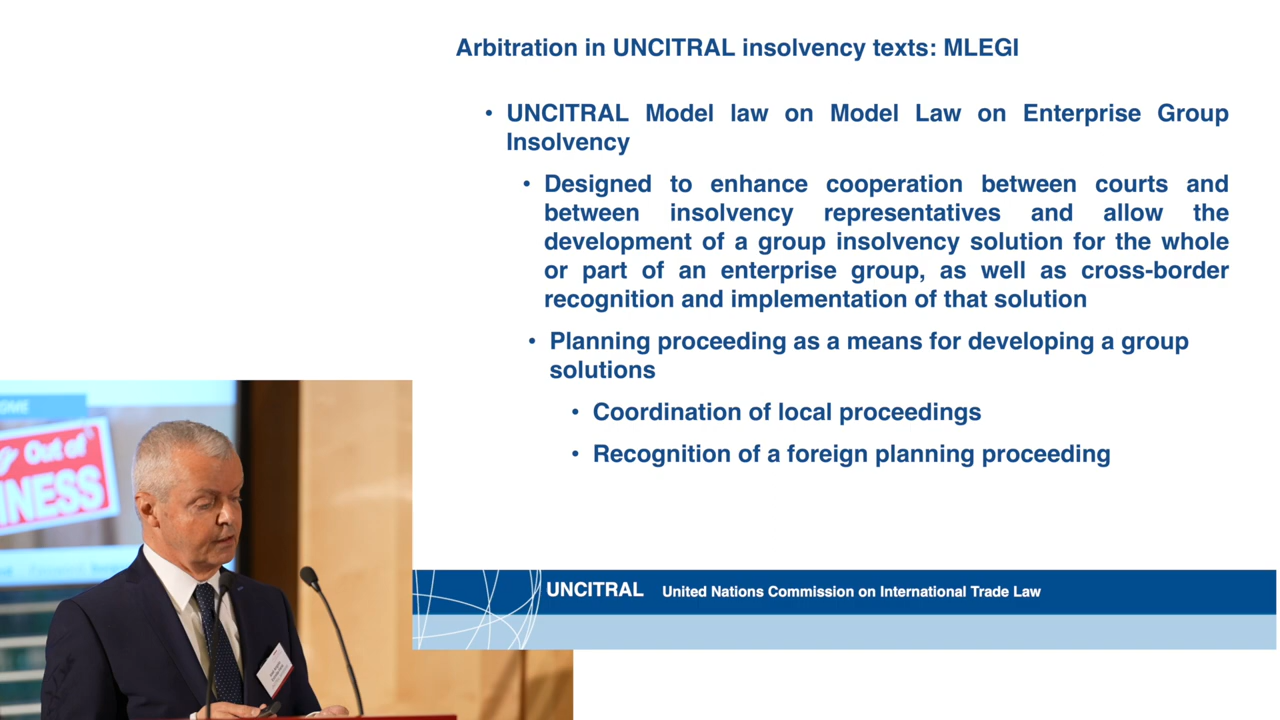 Arbitration in UNCITRAL insolvency texts: MLEGI
• UNCITRAL Model law on Model Law on Enterprise Group
Insolvency
• Designed to enhance cooperation between courts and
between insolvency representatives and allow the
development of a group insolvency solution for the whole
or part of an enterprise group, as well as cross-border
recognition and implementation of that solution
• Planning proceeding as a means for developing a group
solutions
• Coordination of local proceedings
• Recognition of a foreign planning proceeding
Out of
INESS
UNCITRAL United Nations Commission on International Trade Law